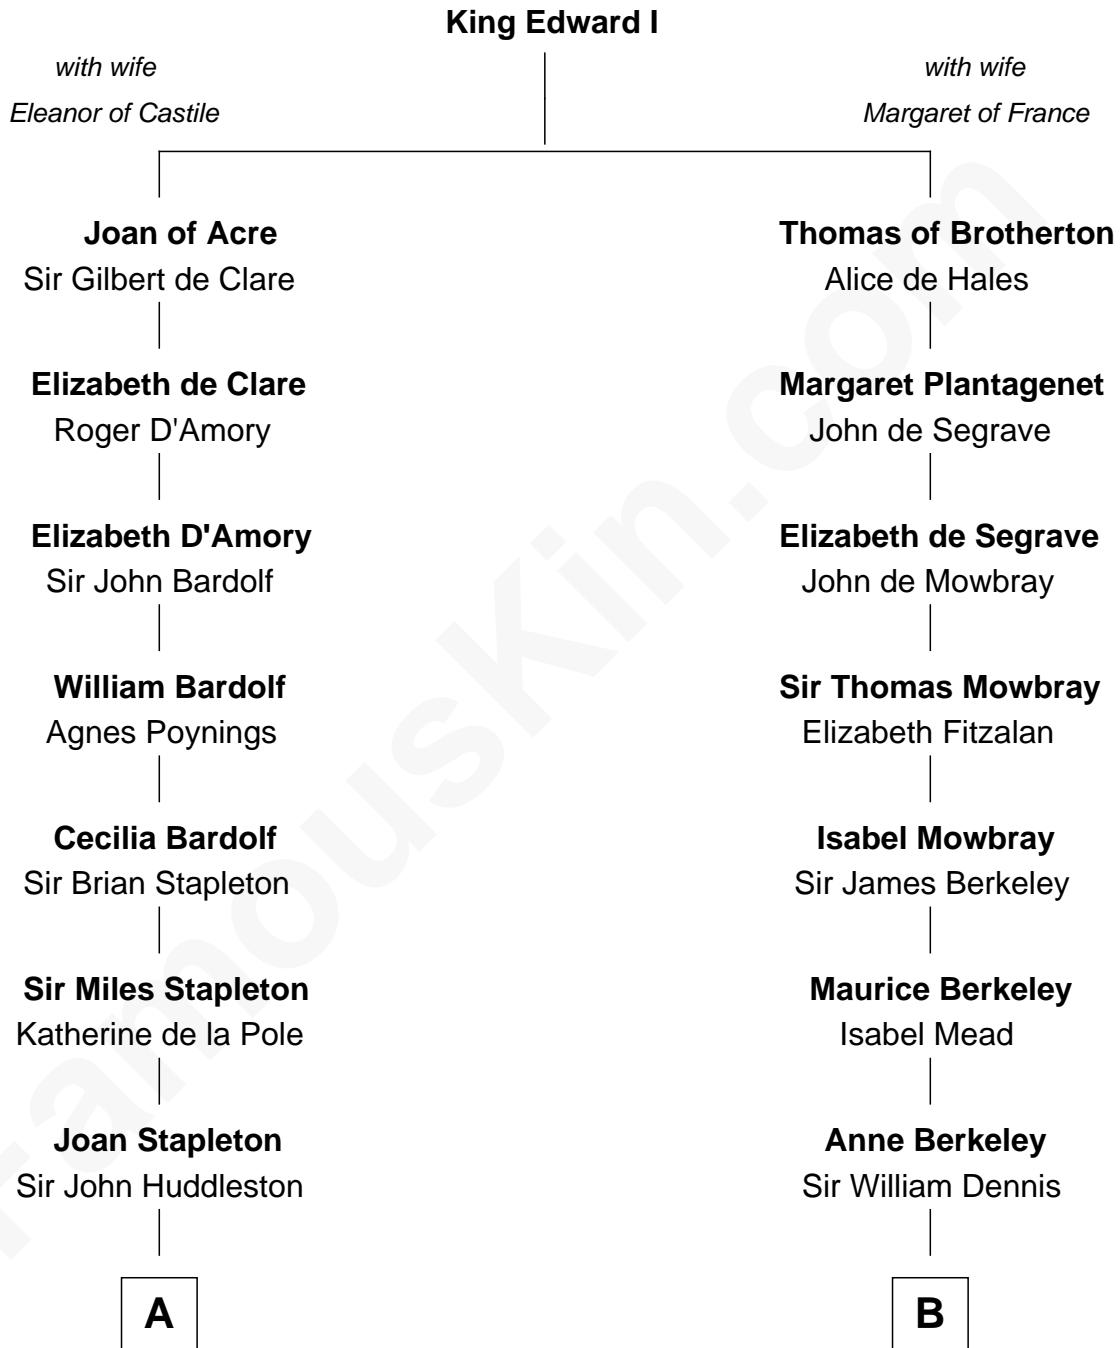 King Edward I
with wife
Eleanor of Castile
with wife
Margaret of France
Joan of Acre
Sir Gilbert de Clare
Thomas of Brotherton
Alice de Hales
Elizabeth de Clare
Roger D'Amory
Margaret Plantagenet
John de Segrave
Elizabeth D'Amory
Sir John Bardolf
Elizabeth de Segrave
John de Mowbray
William Bardolf
Agnes Poynings
Sir Thomas Mowbray
Elizabeth Fitzalan
Cecilia Bardolf
Sir Brian Stapleton
Isabel Mowbray
Sir James Berkeley
Sir Miles Stapleton
Katherine de la Pole
Maurice Berkeley
Isabel Mead
Joan Stapleton
Sir John Huddleston
Anne Berkeley
Sir William Dennis
A
B
FamousKin.com